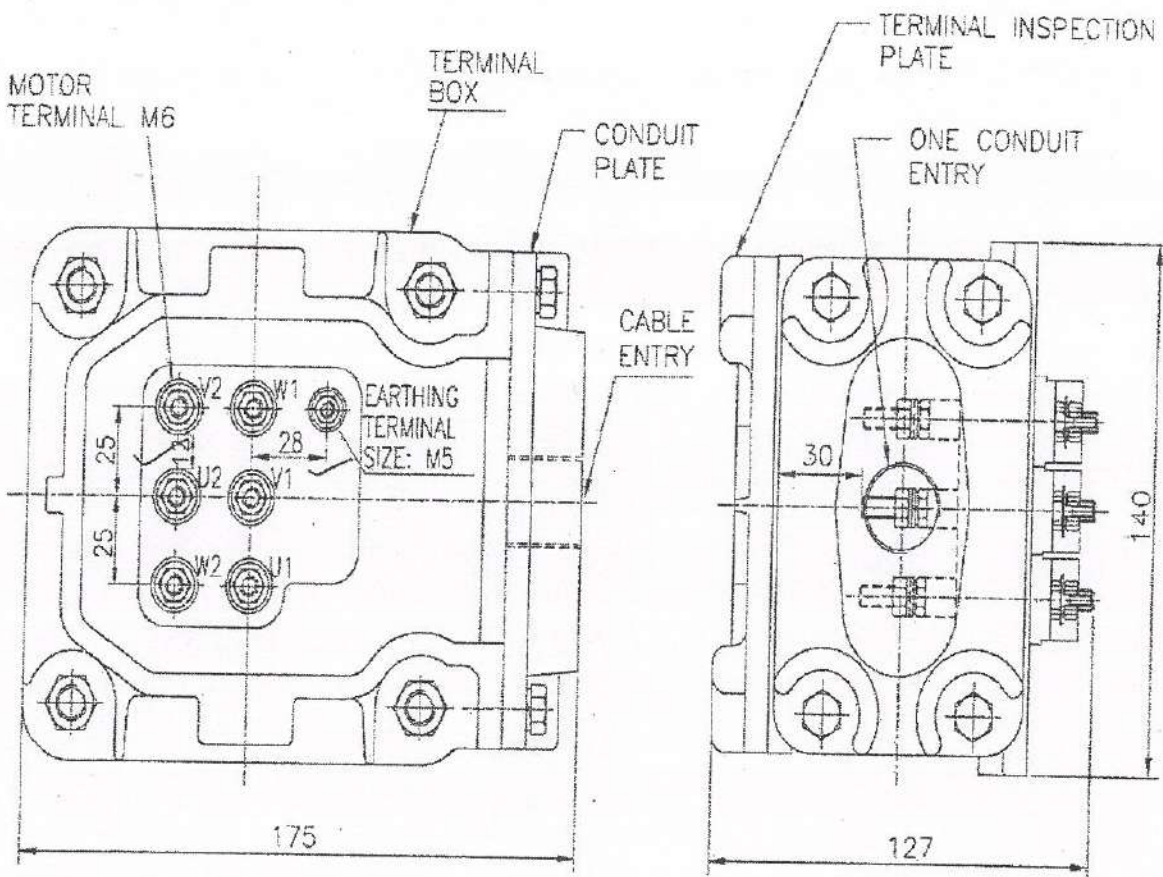 MOTOR
TERMINAL M6
TERMINAL
BOX
CONDUIT
PLATE
CABLE
ENTRY
V2
W1
EARTHING
TERMINAL
SIZE: M5
28
25
U2
V1
25
W2
U1
175
TERMINAL INSPECTION
PLATE
ONE CONDUIT
ENTRY
30
140
127